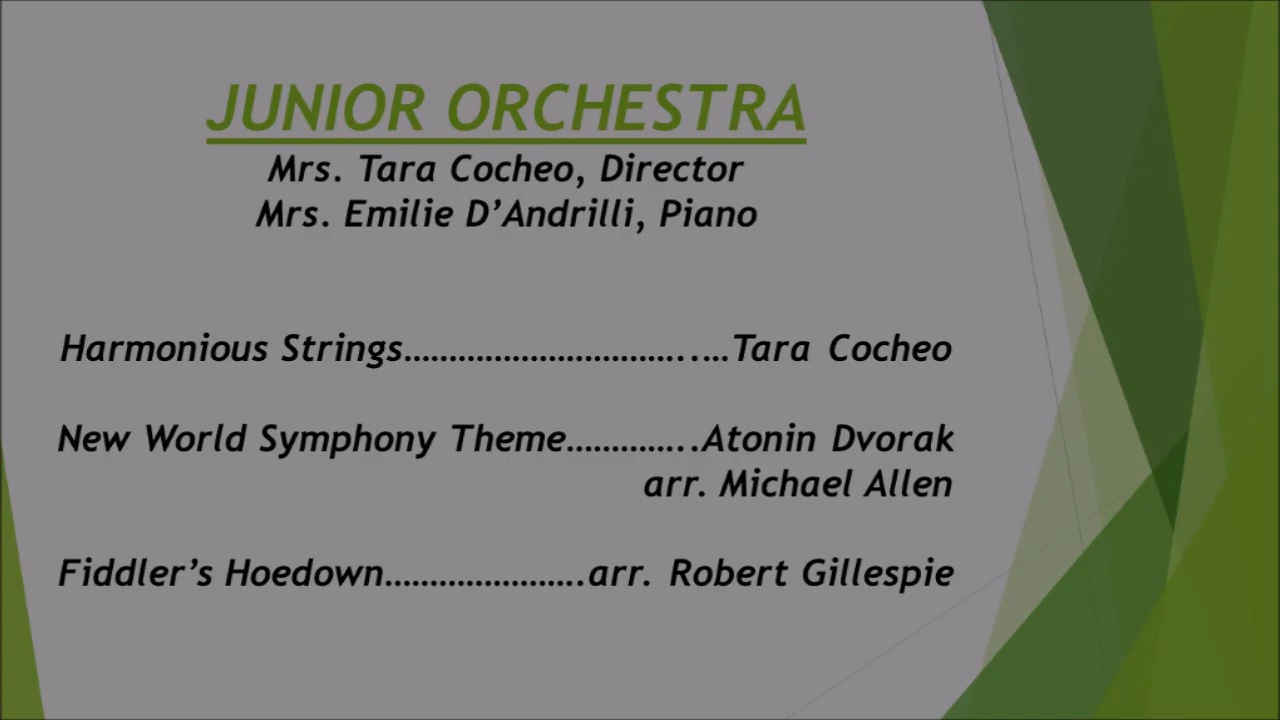 JUNIOR ORCHESTRA
Mrs. Tara Cocheo, Director
Mrs. Emilie D’Andrilli, Piano
Harmonious Strings…………………………..…Tara Cocheo
New World Symphony Theme…………..Atonin Dvorak
arr. Michael Allen
Fiddler’s Hoedown………………….arr. Robert Gillespie